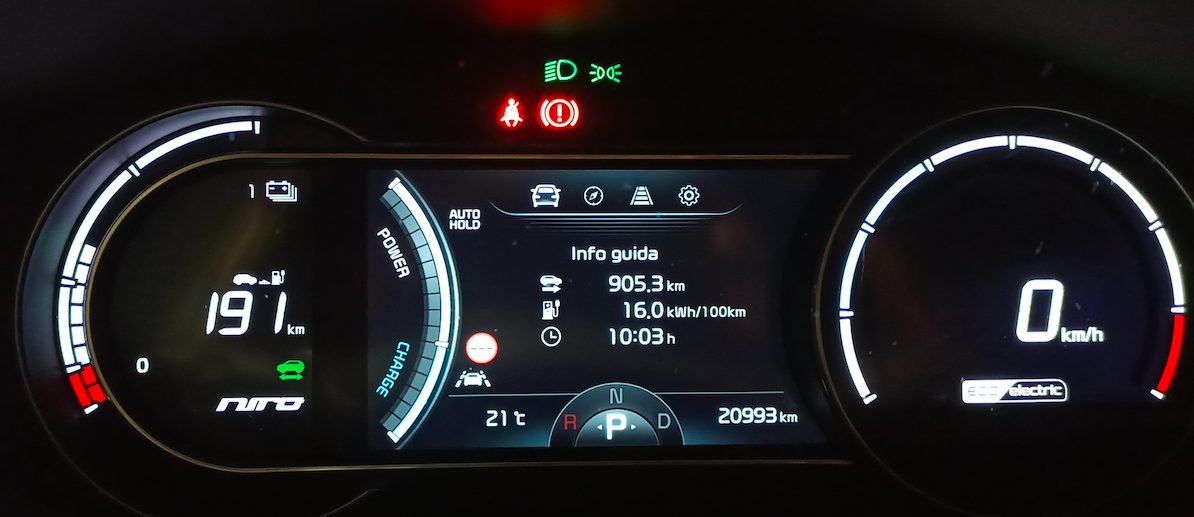 1
191 km
0
NIRO
POWER
CHARGE
AUTO
HOLD
Info guida
905.3 km
16.0 kWh/100km
10:03 h
21 ℃
N
R P D
20993 km
0 km/h
eco electric